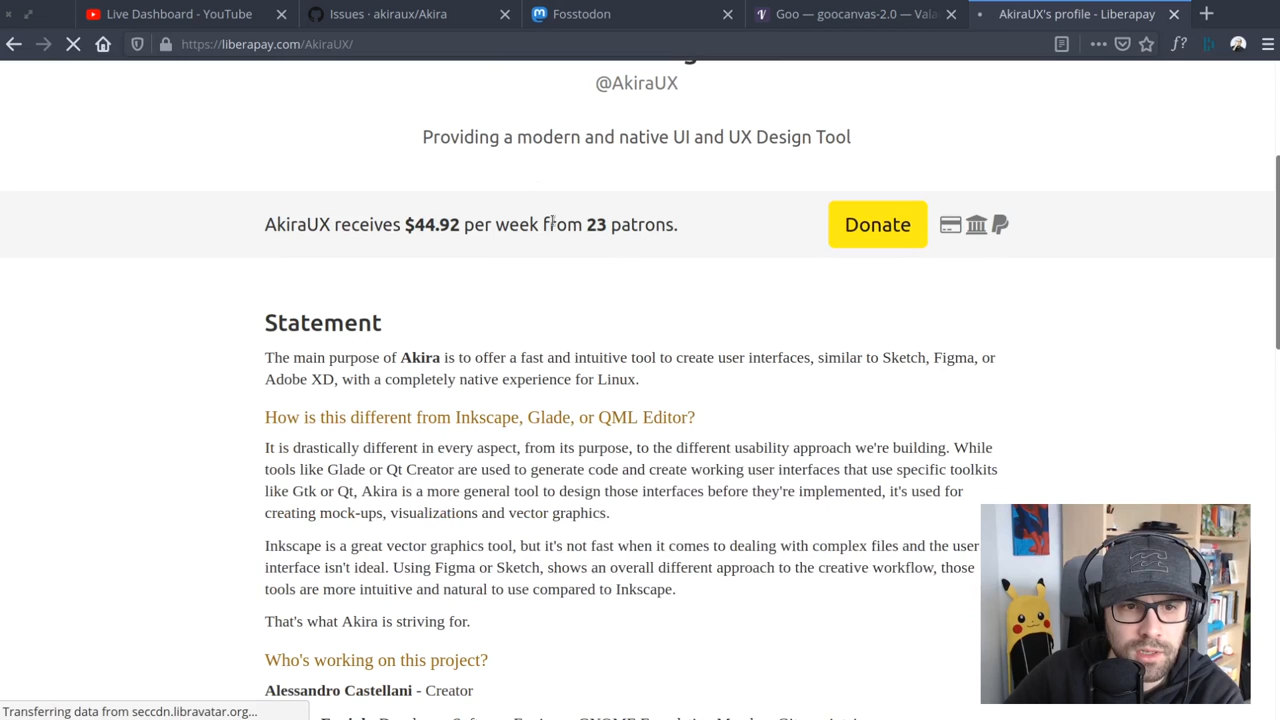 Live Dashboard - YouTube
Issues · akiraux/Akira
Fosstodon
Goo — goocanvas-2.0 — Vala
AkiraUX's profile - Liberapay
https://liberapay.com/AkiraUX/
@AkiraUX
Providing a modern and native UI and UX Design Tool
AkiraUX receives $44.92 per week from 23 patrons.
Donate
Statement
The main purpose of Akira is to offer a fast and intuitive tool to create user interfaces, similar to Sketch, Figma, or
Adobe XD, with a completely native experience for Linux.
How is this different from Inkscape, Glade, or QML Editor?
It is drastically different in every aspect, from its purpose, to the different usability approach we're building. While
tools like Glade or Qt Creator are used to generate code and create working user interfaces that use specific toolkits
like Gtk or Qt, Akira is a more general tool to design those interfaces before they're implemented, it's used for
creating mock-ups, visualizations and vector graphics.
Inkscape is a great vector graphics tool, but it's not fast when it comes to dealing with complex files and the user
interface isn't ideal. Using Figma or Sketch, shows an overall different approach to the creative workflow, those
tools are more intuitive and natural to use compared to Inkscape.
That's what Akira is striving for.
Who's working on this project?
Alessandro Castellani - Creator
Transferring data from seccdn.libravatar.org...